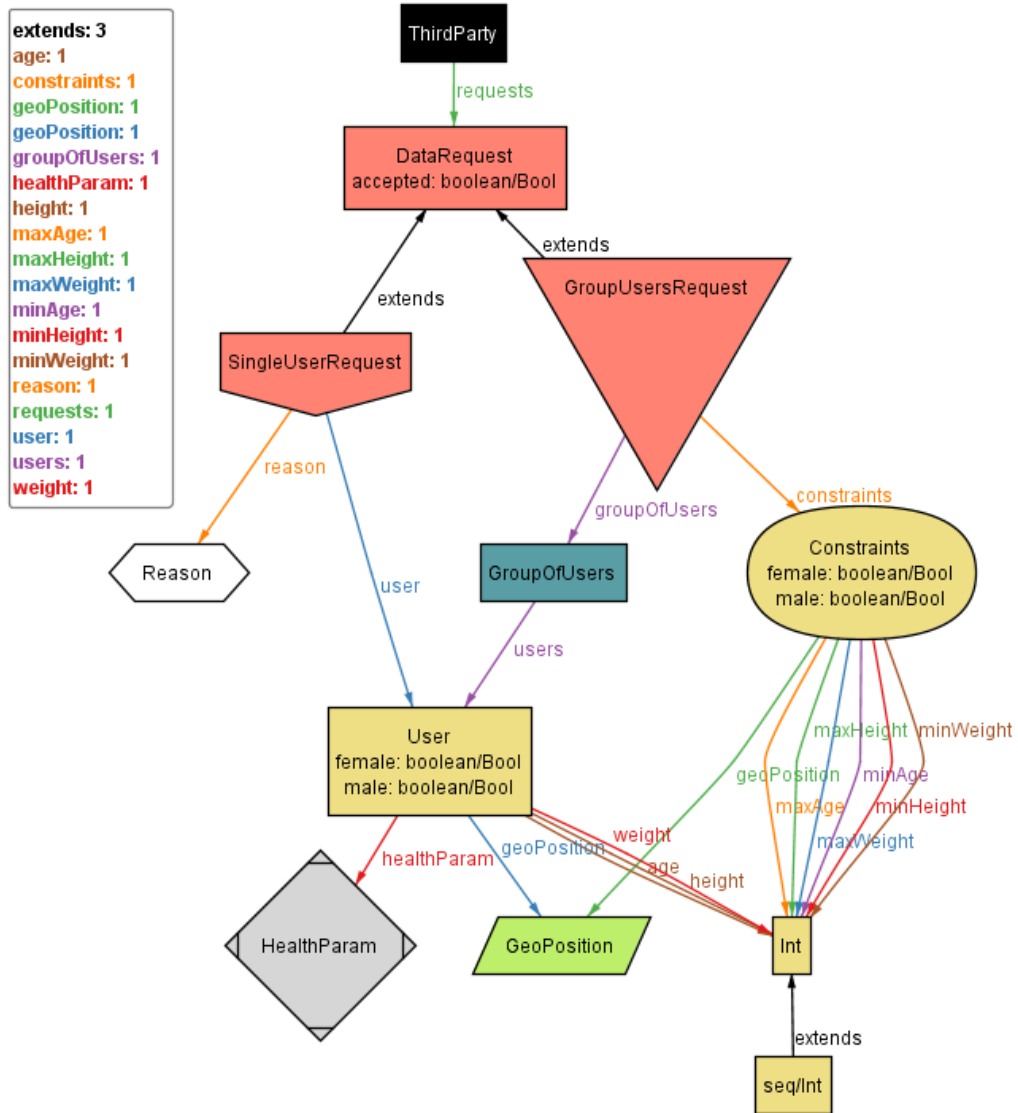 extends: 3
age: 1
constraints: 1
geoPosition: 1
geoPosition: 1
groupOfUsers: 1
healthParam: 1
height: 1
maxAge: 1
maxHeight: 1
maxWeight: 1
minAge: 1
minHeight: 1
minWeight: 1
reason: 1
requests: 1
user: 1
users: 1
weight: 1
ThirdParty
requests
DataRequest
accepted: boolean/Bool
extends
extends
GroupUsersRequest
SingleUserRequest
reason
constraints
groupOfUsers
Reason
user
GroupOfUsers
Constraints
female: boolean/Bool
male: boolean/Bool
users
User
female: boolean/Bool
male: boolean/Bool
maxHeight
minWeight
geoPosition
minAge
maxAge
minHeight
maxWeight
healthParam
geoPosition
weight
age
height
HealthParam
GeoPosition
Int
extends
seq/Int